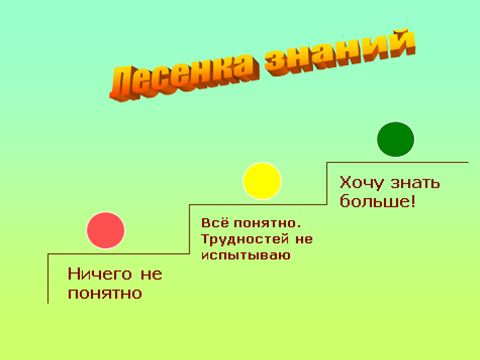 Лесенка знаний
Хочу знать
больше!
Всё понятно.
Трудностей не
испытываю
Ничего не
понятно